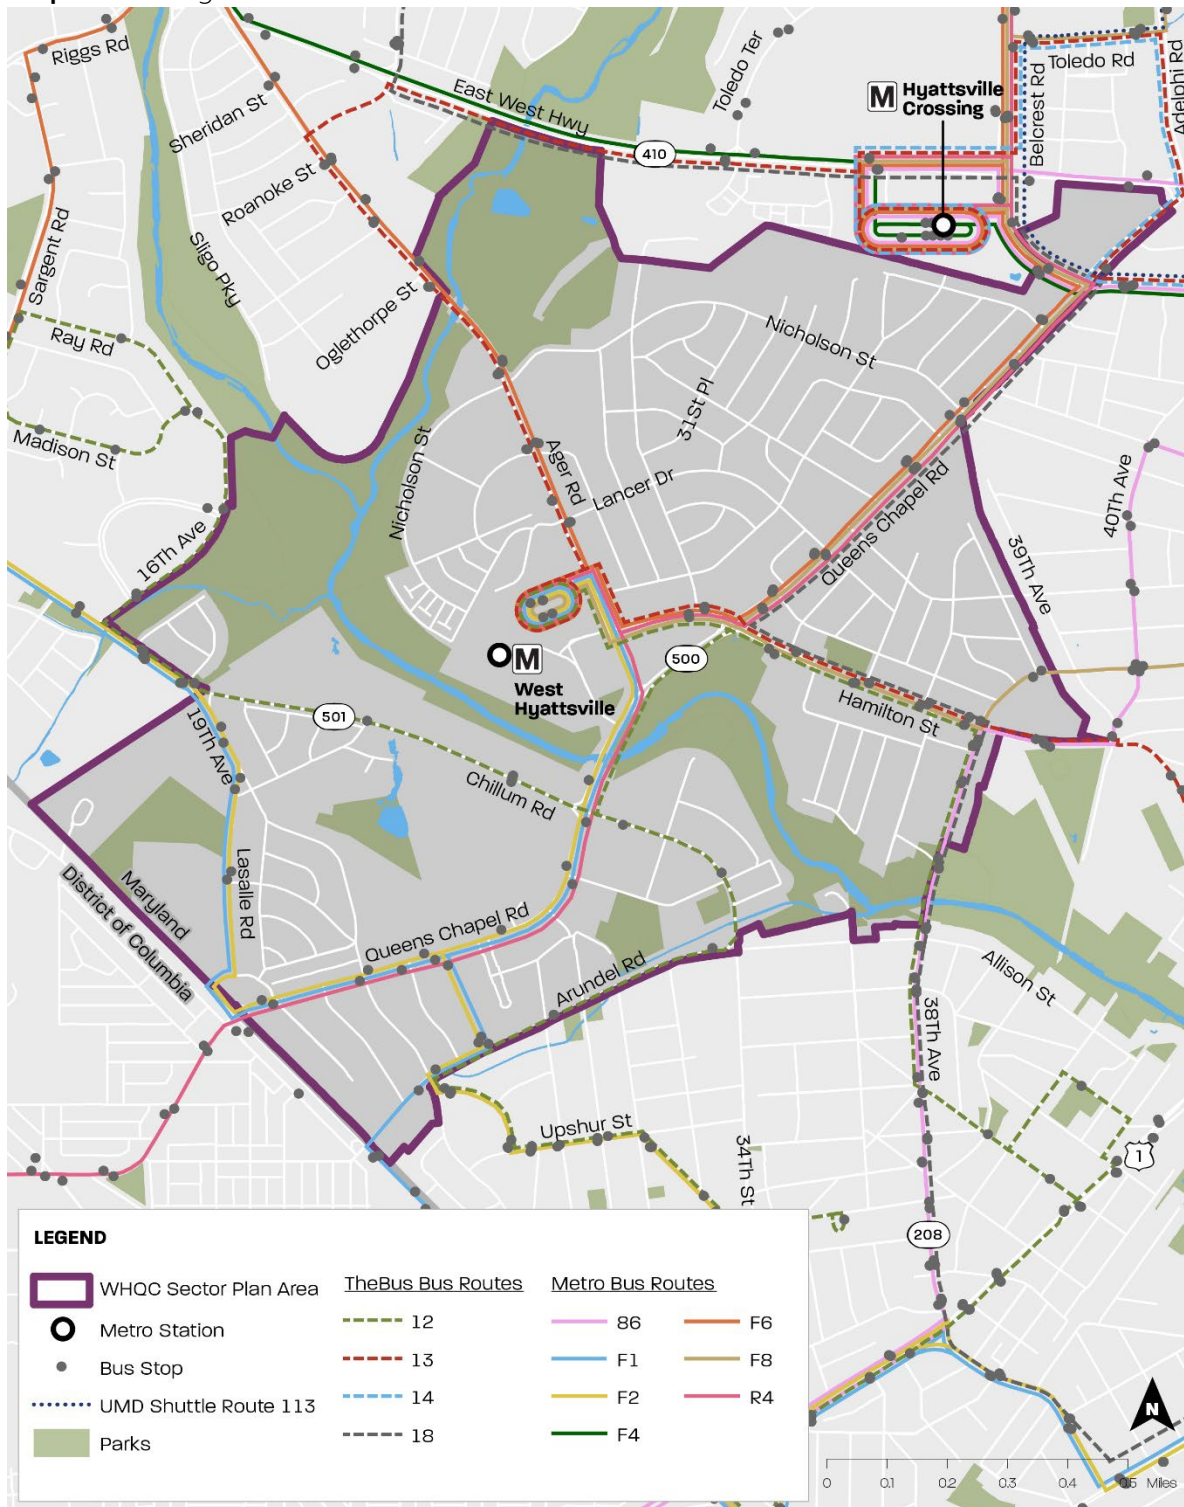 Riggs Rd
Sheridan St
Roanoke St
Sligo Pky
Sargent Rd
Oglethorpe St
Ray Rd
Madison St
16Th Ave
East West Hwy
410
Toledo Ter
M Hyattsville
Crossing
Belcrest Rd
Toledo Rd
Adelphi Rd
Nicholson St
31St Pl
Nicholson St
Ager Rd
Lancer Dr
Queens Chapel Rd
40Th Ave
39Th Ave
M
West
Hyattsville
500
Hamilton St
501
19Th Ave
Chillum Rd
Lasalle Rd
Maryland
District of Columbia
Queens Chapel Rd
Arundel Rd
Allison St
38Th Ave
Upshur St
34Th St
1
208
LEGEND
WHQC Sector Plan Area
Metro Station
Bus Stop
UMD Shuttle Route 113
Parks
TheBus Bus Routes
12
13
14
18
Metro Bus Routes
86
F1
F2
F4
F6
F8
R4
N
0 0.1 0.2 0.3 0.4 0.5 Miles